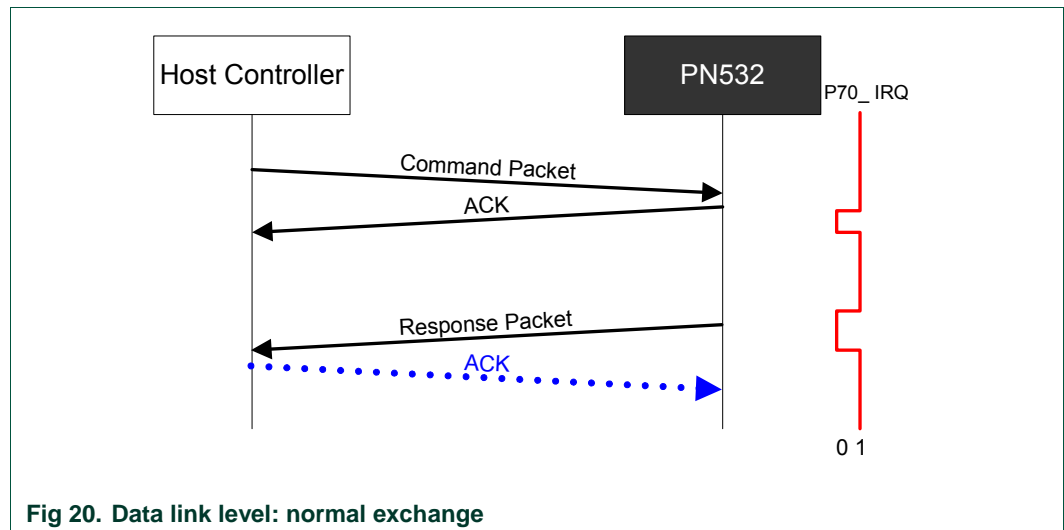 Host Controller
PN532
P70_ IRQ
Command Packet
ACK
Response Packet
ACK
0 1
Fig 20. Data link level: normal exchange